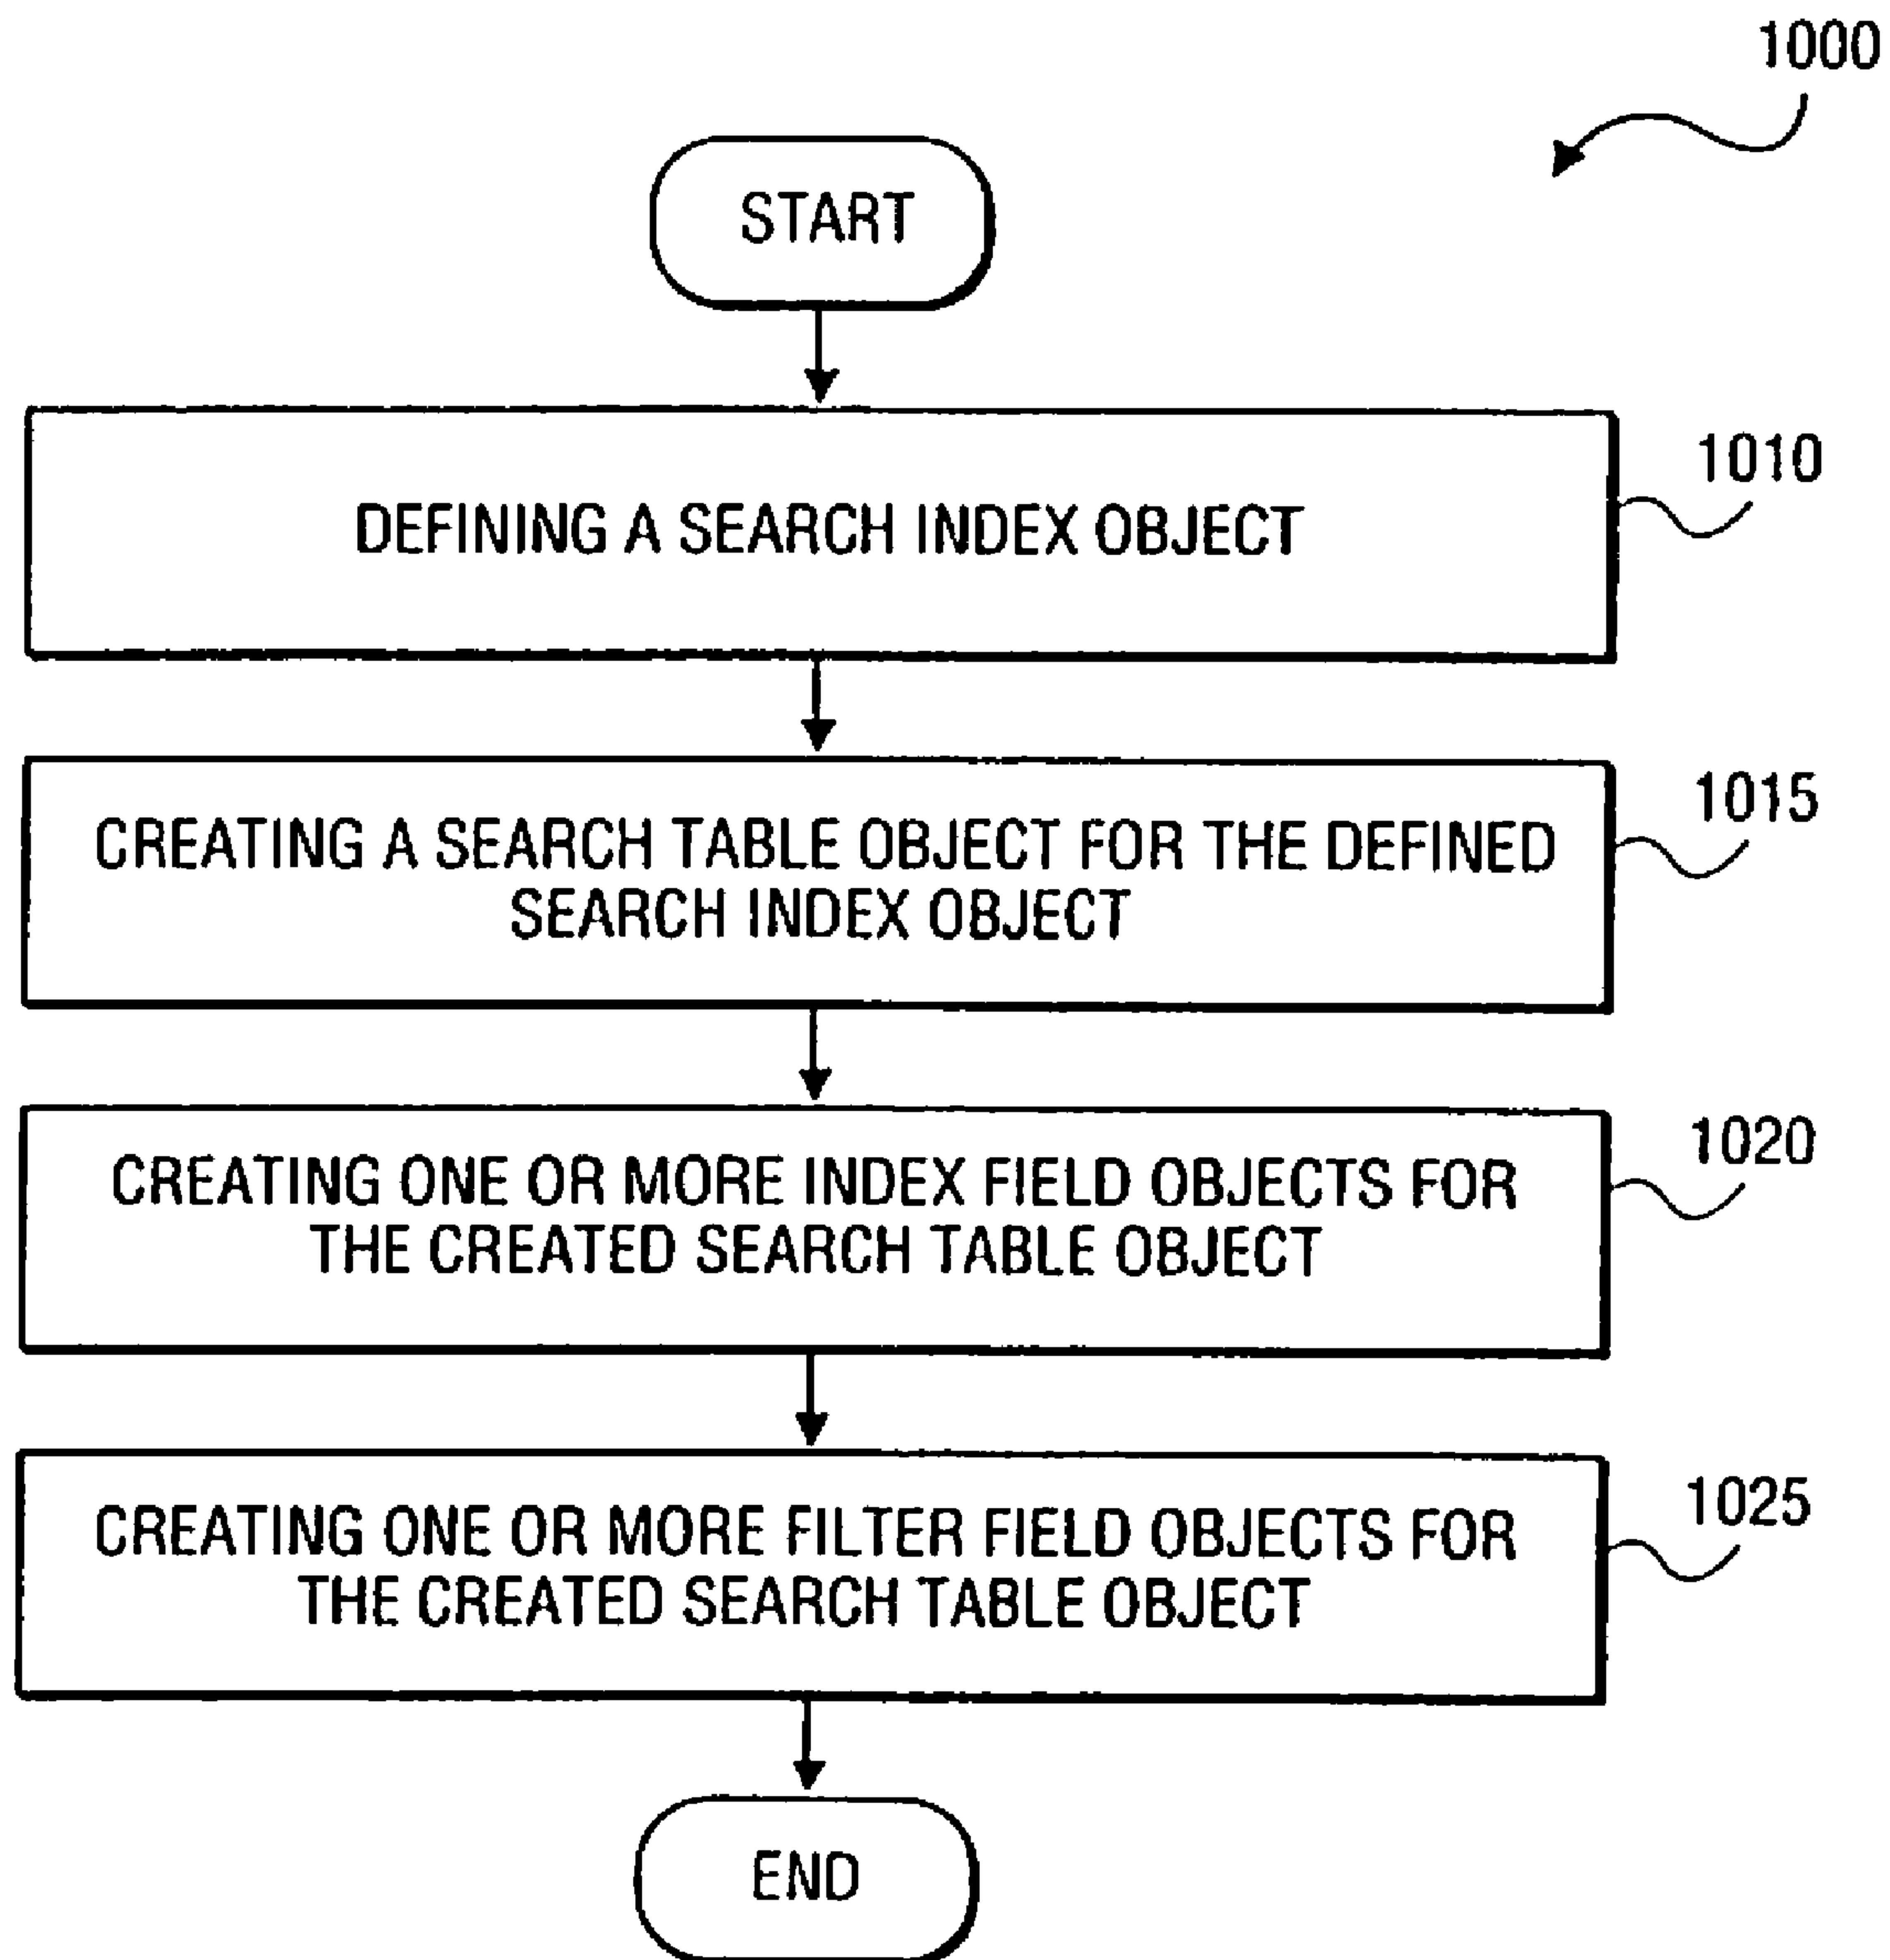 1000
START
DEFINING A SEARCH INDEX OBJECT
1010
CREATING A SEARCH TABLE OBJECT FOR THE DEFINED
SEARCH INDEX OBJECT
1015
CREATING ONE OR MORE INDEX FIELD OBJECTS FOR
THE CREATED SEARCH TABLE OBJECT
1020
CREATING ONE OR MORE FILTER FIELD OBJECTS FOR
THE CREATED SEARCH TABLE OBJECT
1025
END